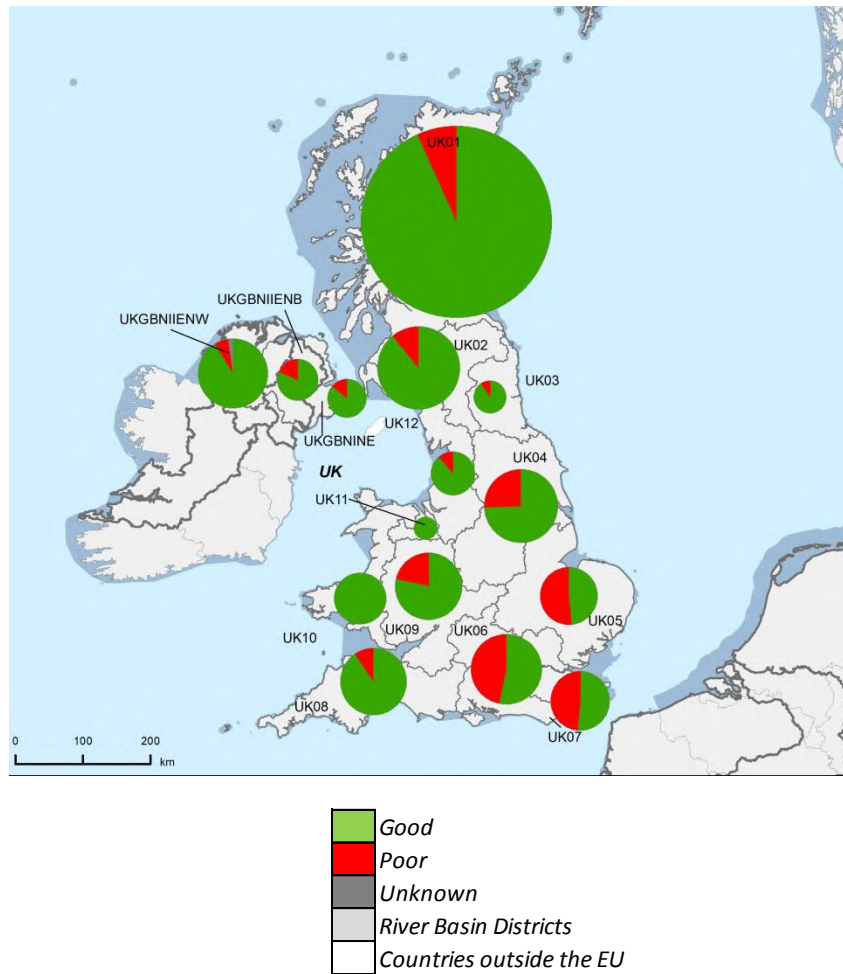 UK01
UKGBNIIENB
UKGBNIIENW
UK02
UK03
UKGBNINE
UK12
UK
UK04
UK11
UK10
UK09
UK06
UK05
UK08
UK07
0 100 200
km
Good
Poor
Unknown
River Basin Districts
Countries outside the EU